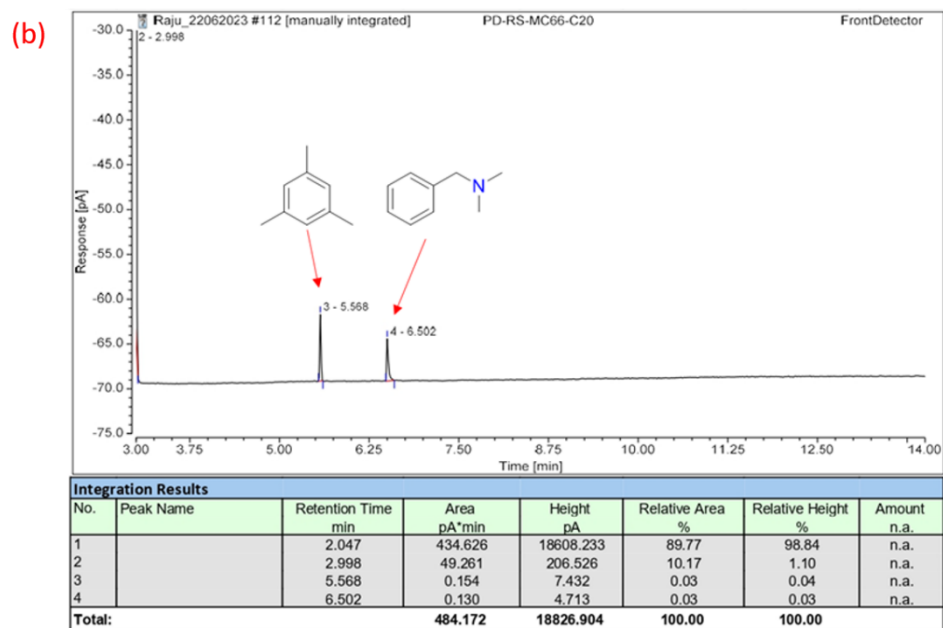 (b)
Raju_22062023 #112 [manually integrated] PD-RS-MC66-C20 FrontDetector
2 - 2.998
-30.0
-35.0
-40.0
-45.0
-50.0
-55.0
-60.0
-65.0
-70.0
-75.0
Response [pA]
N
3 - 5.568
4 - 6.502
3.00 3.75 5.00 6.25 7.50 8.75 10.00 11.25 12.50 14.00
Time [min]
Integration Results
No. Peak Name Retention Time Area Height Relative Area Relative Height Amount
min pA*min pA % % n.a.
1 2.047 434.626 18608.233 89.77 98.84 n.a.
2 2.998 49.261 206.526 10.17 1.10 n.a.
3 5.568 0.154 7.432 0.03 0.04 n.a.
4 6.502 0.130 4.713 0.03 0.03 n.a.
Total: 484.172 18826.904 100.00 100.00